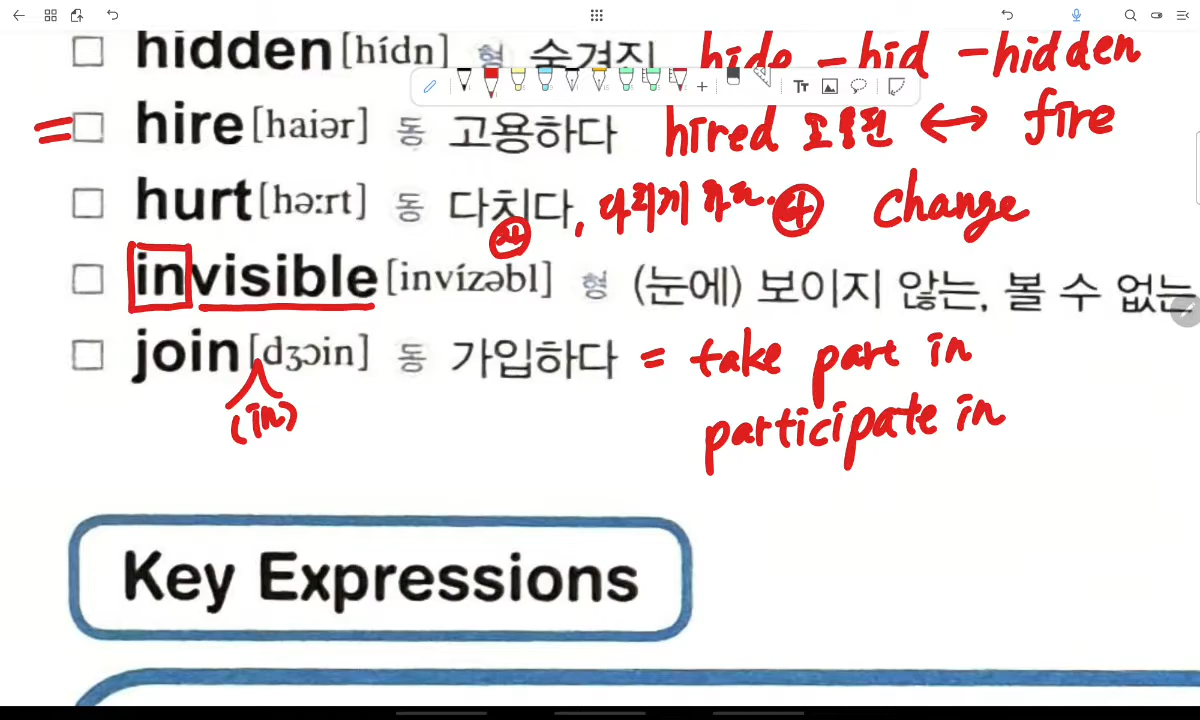 hidden [hídn] 형 숨겨진 hide – hid – hidden
= hire [haiər] 동 고용하다 hired 고용된 ↔ fire
hurt [hə:rt] 동 다치다, 다치게 하다. 타 change
자
invisible [invízəbl] 형 (눈에) 보이지 않는, 볼 수 없는
join [dʒɔin] 동 가입하다 = take part in
(in)
participate in
Key Expressions
TT